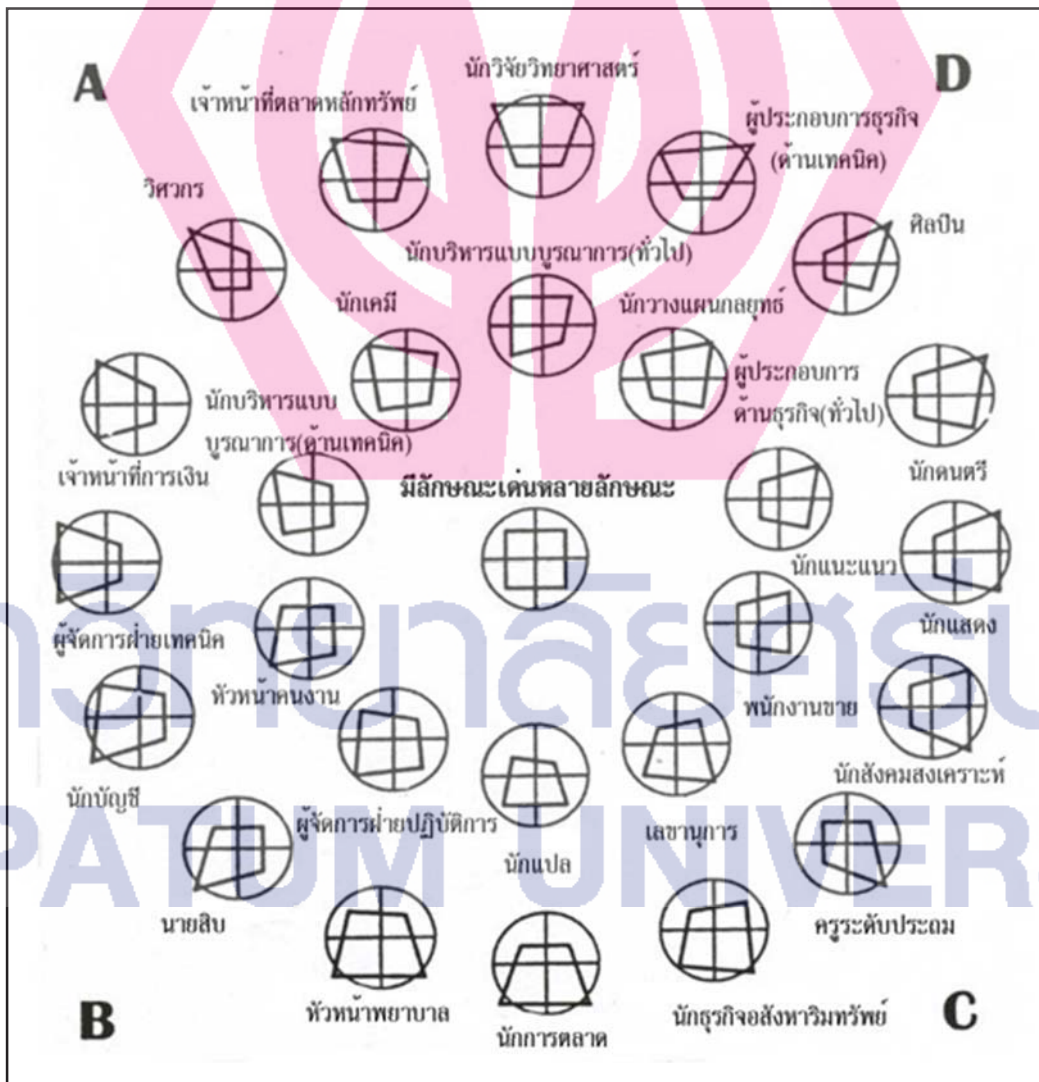 A
D
นักวิจัยวิทยาศาสตร์
เจ้าหน้าที่ตลาดหลักทรัพย์
ผู้ประกอบการธุรกิจ
(ด้านเทคนิค)
วิศวกร
ศิลปิน
นักบริหารแบบบูรณาการ(ทั่วไป)
นักเคมี
นักวางแผนกลยุทธ์
ผู้ประกอบการ
ด้านธุรกิจ(ทั่วไป)
นักบริหารแบบ
บูรณาการ(ด้านเทคนิค)
เจ้าหน้าที่การเงิน
นักดนตรี
มีลักษณะเด่นหลายลักษณะ
นักแนะแนว
นักแสดง
ผู้จัดการฝ่ายเทคนิค
หัวหน้าคนงาน
พนักงานขาย
นักสังคมสงเคราะห์
นักบัญชี
ผู้จัดการฝ่ายปฏิบัติการ
เลขานุการ
นักแปล
นายสิบ
ครูระดับประถม
หัวหน้าพยาบาล
นักธุรกิจอสังหาริมทรัพย์
นักการตลาด
B
C
PATUM UNIVER